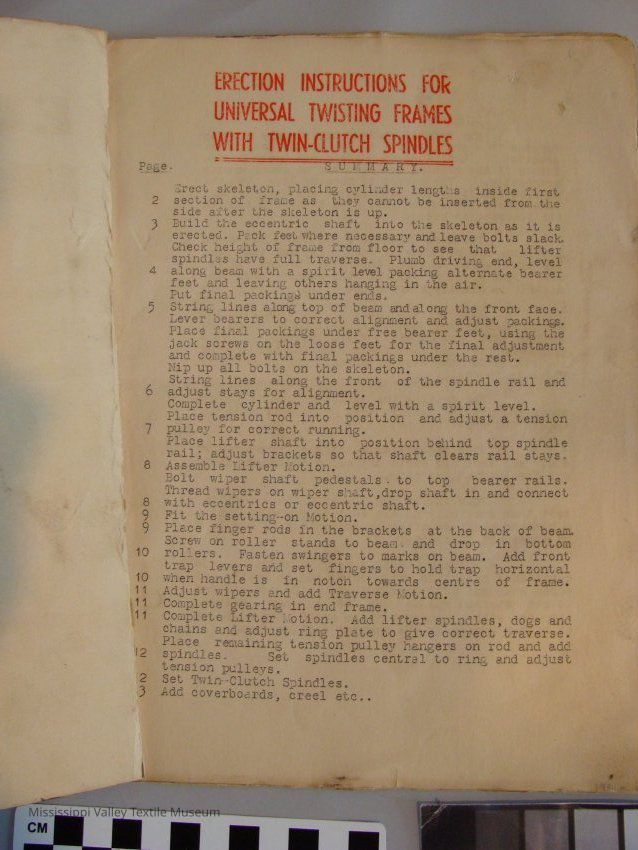 ERECTION INSTRUCTIONS FOR
UNIVERSAL TWISTING FRAMES
WITH TWIN-CLUTCH SPINDLES
Page. SUMMARY.
Erect skeleton, placing cylinder lengths inside first
2 section of frame as they cannot be inserted from the
side after the skeleton is up.
3 Build the eccentric shaft into the skeleton as it is
erected. Pack feet where necessary and leave bolts slack.
Check height of frame from floor to see that lifter
spindles have full traverse. Plumb driving end, level
4 along beam with a spirit level packing alternate bearer
feet and leaving others hanging in the air.
Put final packings under ends.
5 String lines along top of beam and along the front face.
Lever bearers to correct alignment and adjust packings.
Place final packings under free bearer feet, using the
jack screws on the loose feet for the final adjustment
and complete with final packings under the rest.
Nip up all bolts on the skeleton.
String lines along the front of the spindle rail and
6 adjust stays for alignment.
Complete cylinder and level with a spirit level.
Place tension rod into position and adjust a tension
7 pulley for correct running.
Place lifter shaft into position behind top spindle
rail; adjust brackets so that shaft clears rail stays.
8 Assemble Lifter Motion.
Bolt wiper shaft pedestals to top bearer rails.
Thread wipers on wiper shaft, drop shaft in and connect
8 with eccentrics or eccentric shaft.
9 Fit the setting-on Motion.
9 Place finger rods in the brackets at the back of beam.
Screw on roller stands to beam and drop in bottom
10 rollers. Fasten swingers to marks on beam. Add front
trap levers and set fingers to hold trap horizontal
10 when handle is in notch towards centre of frame.
11 Adjust wipers and add Traverse Motion.
11 Complete gearing in end frame.
11 Complete Lifter Motion. Add lifter spindles, dogs and
chains and adjust ring plate to give correct traverse.
Place remaining tension pulley hangers on rod and add
12 spindles. Set spindles central to ring and adjust
tension pulleys.
2 Set Twin-Clutch Spindles.
3 Add coverboards, creel etc..
Mississippi Valley Textile Museum
CM